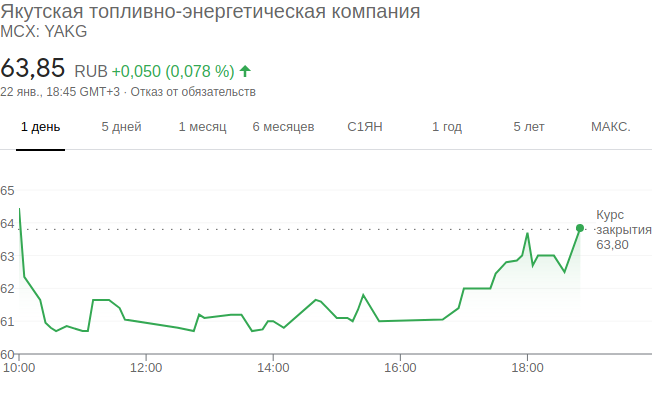 Якутская топливно-энергетическая компания
MCX: YAKG
63,85 RUB +0,050 (0,078 %)
22 янв., 18:45 GMT+3 · Отказ от обязательств
1 день 5 дней 1 месяц 6 месяцев С1ЯН 1 год 5 лет МАКС.
65
64
63
62
61
60
Курс
закрытия
63,80
10:00 12:00 14:00 16:00 18:00